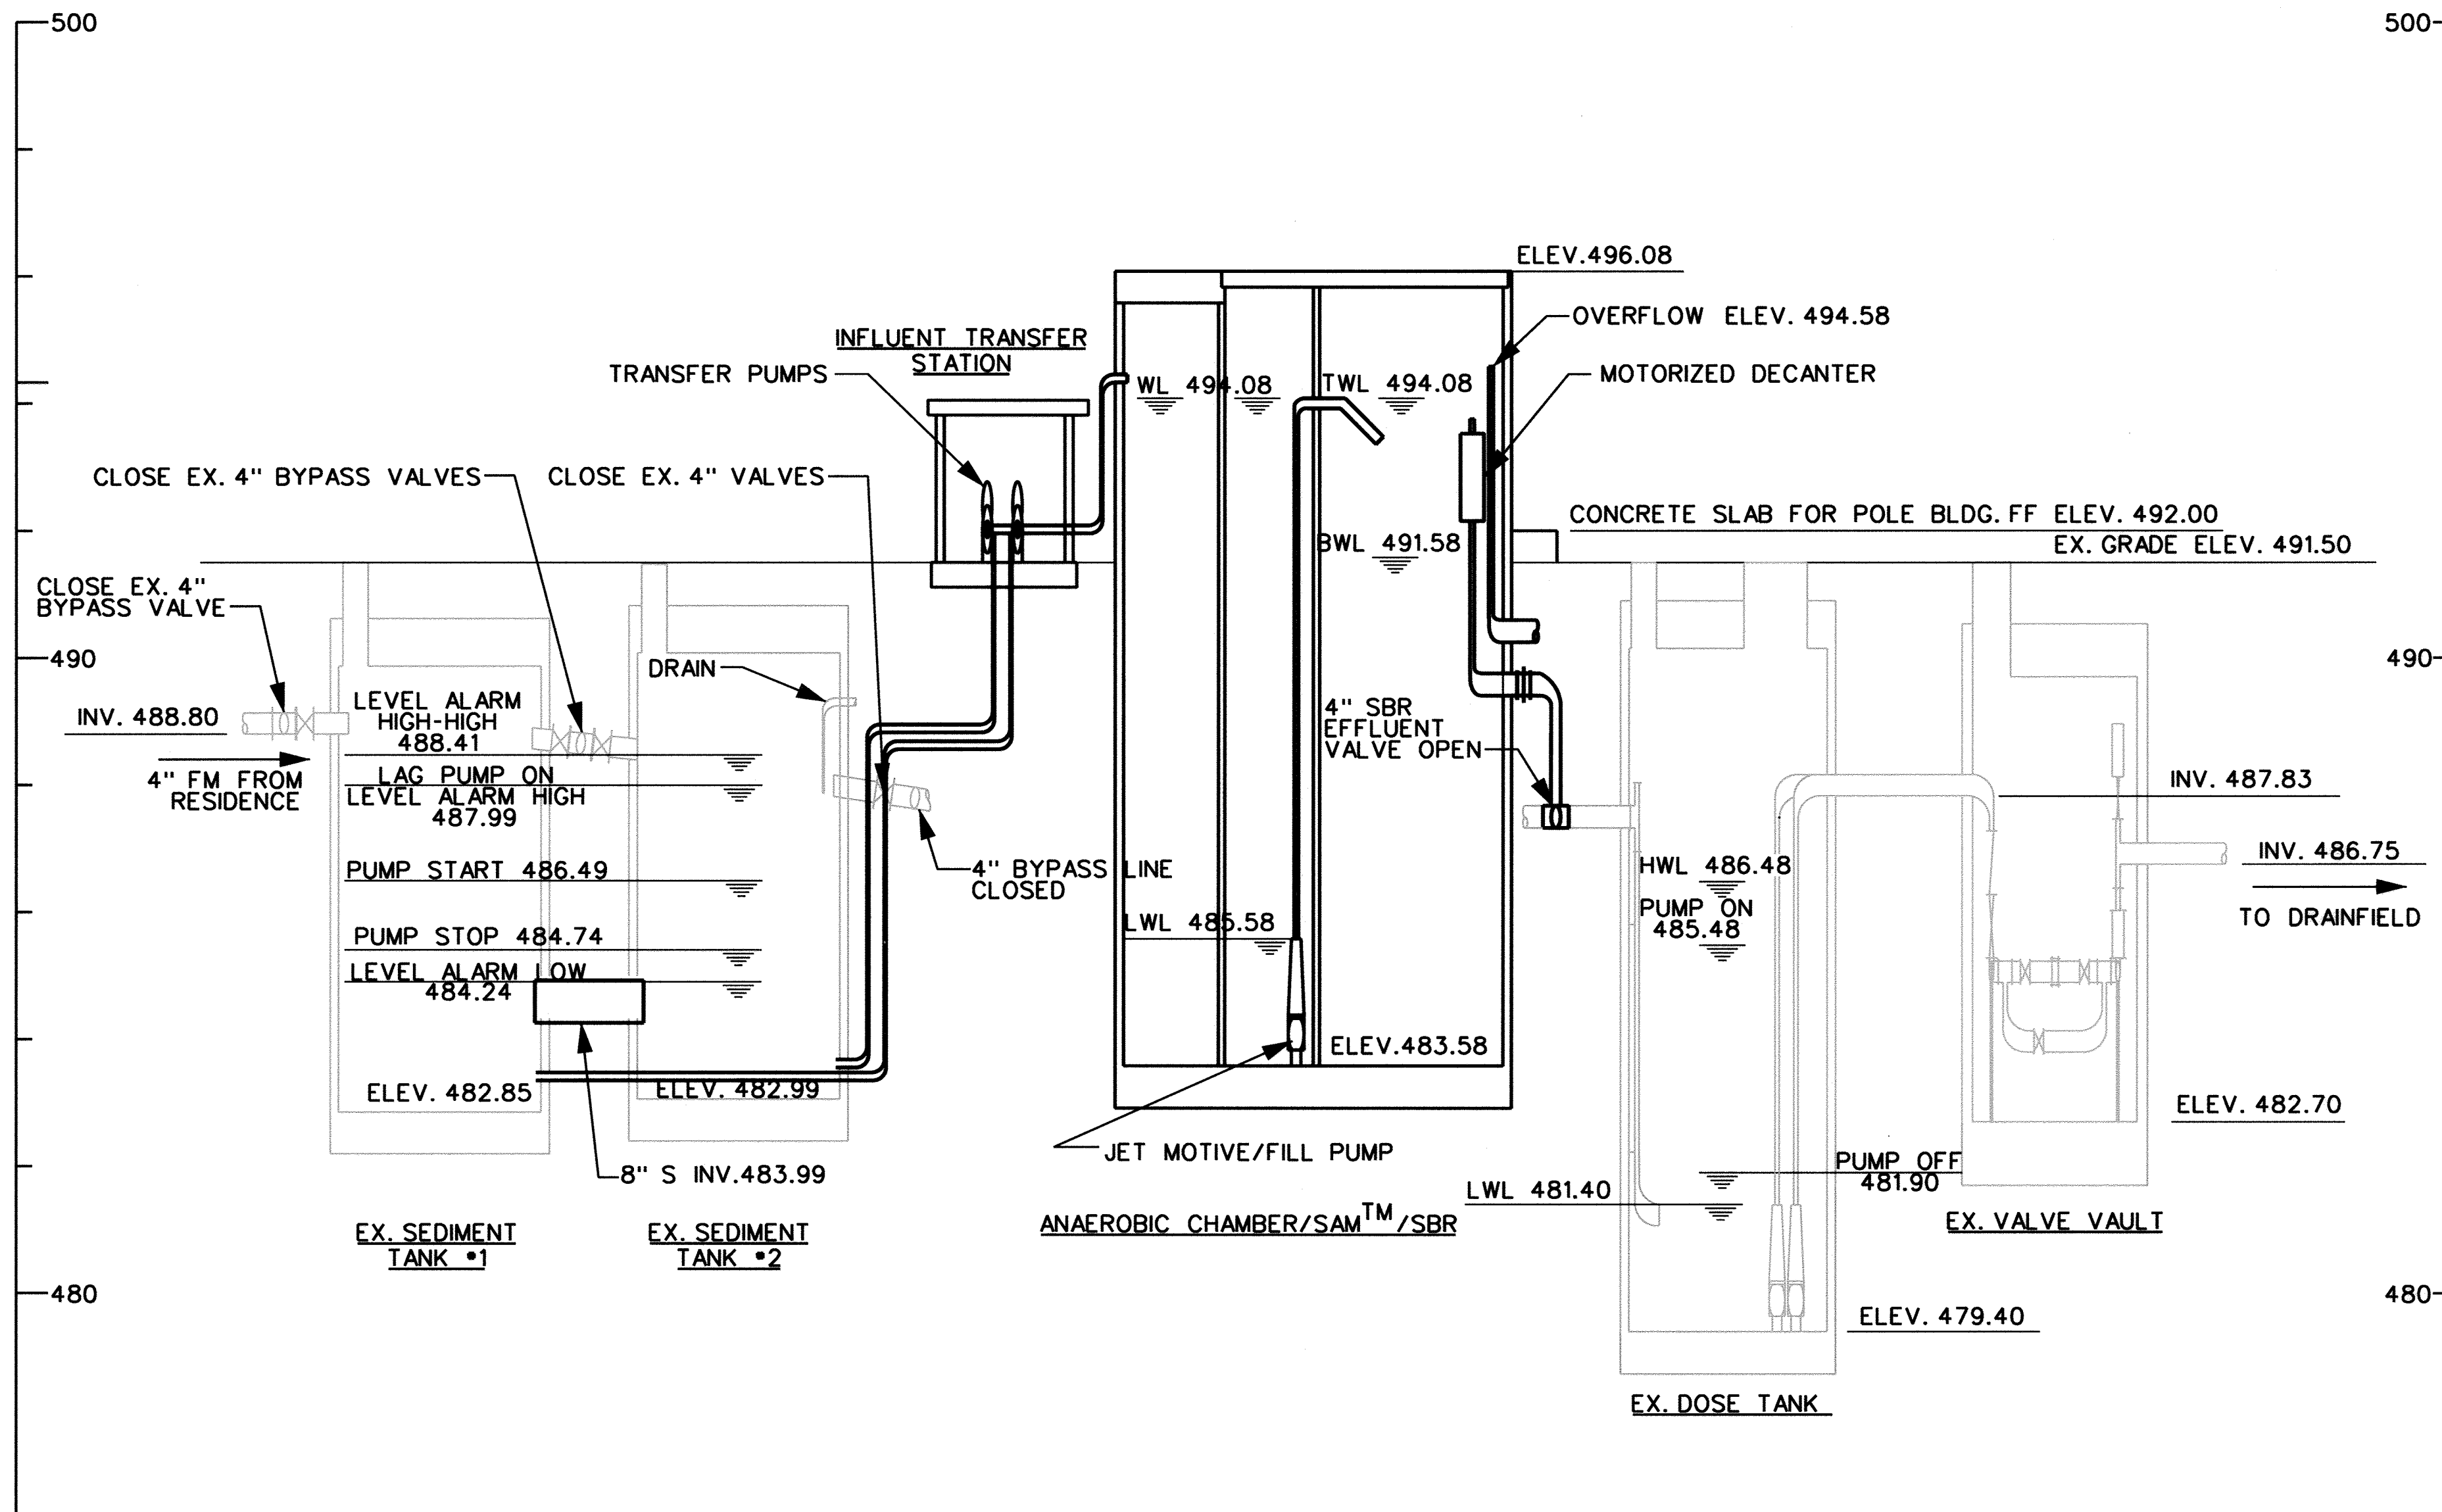 500
500
ELEV.496.08
OVERFLOW ELEV. 494.58
INFLUENT TRANSFER
STATION
TRANSFER PUMPS
MOTORIZED DECANTER
WL 494.08
TWL 494.08
CLOSE EX. 4" BYPASS VALVES
CLOSE EX. 4" VALVES
CONCRETE SLAB FOR POLE BLDG. FF ELEV. 492.00
BWL 491.58
EX. GRADE ELEV. 491.50
CLOSE EX. 4"
BYPASS VALVE
490
490
DRAIN
LEVEL ALARM
HIGH-HIGH
488.41
INV. 488.80
4" SBR
EFFLUENT
VALVE OPEN
4" FM FROM
RESIDENCE
LAG PUMP ON
LEVEL ALARM HIGH
487.99
INV. 487.83
INV. 486.75
PUMP START 486.49
4" BYPASS LINE
CLOSED
HWL 486.48
PUMP ON
485.48
TO DRAINFIELD
LWL 485.58
PUMP STOP 484.74
LEVEL ALARM LOW
484.24
ELEV.483.58
ELEV. 482.85
ELEV. 482.99
ELEV. 482.70
JET MOTIVE/FILL PUMP
8" S INV.483.99
PUMP OFF
481.90
LWL 481.40
ANAEROBIC CHAMBER/SAM™/SBR
EX. VALVE VAULT
EX. SEDIMENT
TANK #1
EX. SEDIMENT
TANK #2
480
480
ELEV. 479.40
EX. DOSE TANK